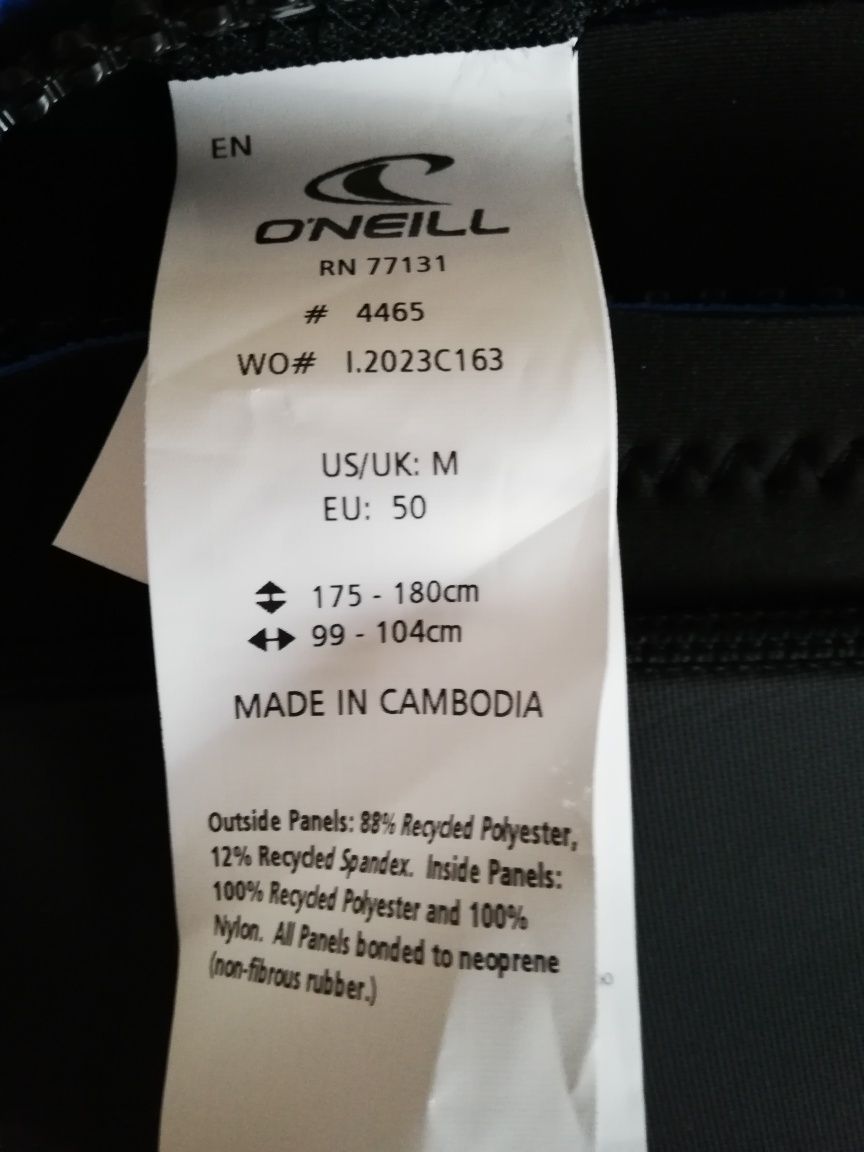 EN
O'NEILL
RN 77131
# 4465
WO# I.2023C163
US/UK: M
EU: 50
175 - 180cm
99 - 104cm
MADE IN CAMBODIA
Outside Panels: 88% Recycled Polyester,
12% Recycled Spandex. Inside Panels:
100% Recycled Polyester and 100%
Nylon. All Panels bonded to neoprene
(non-fibrous rubber.)